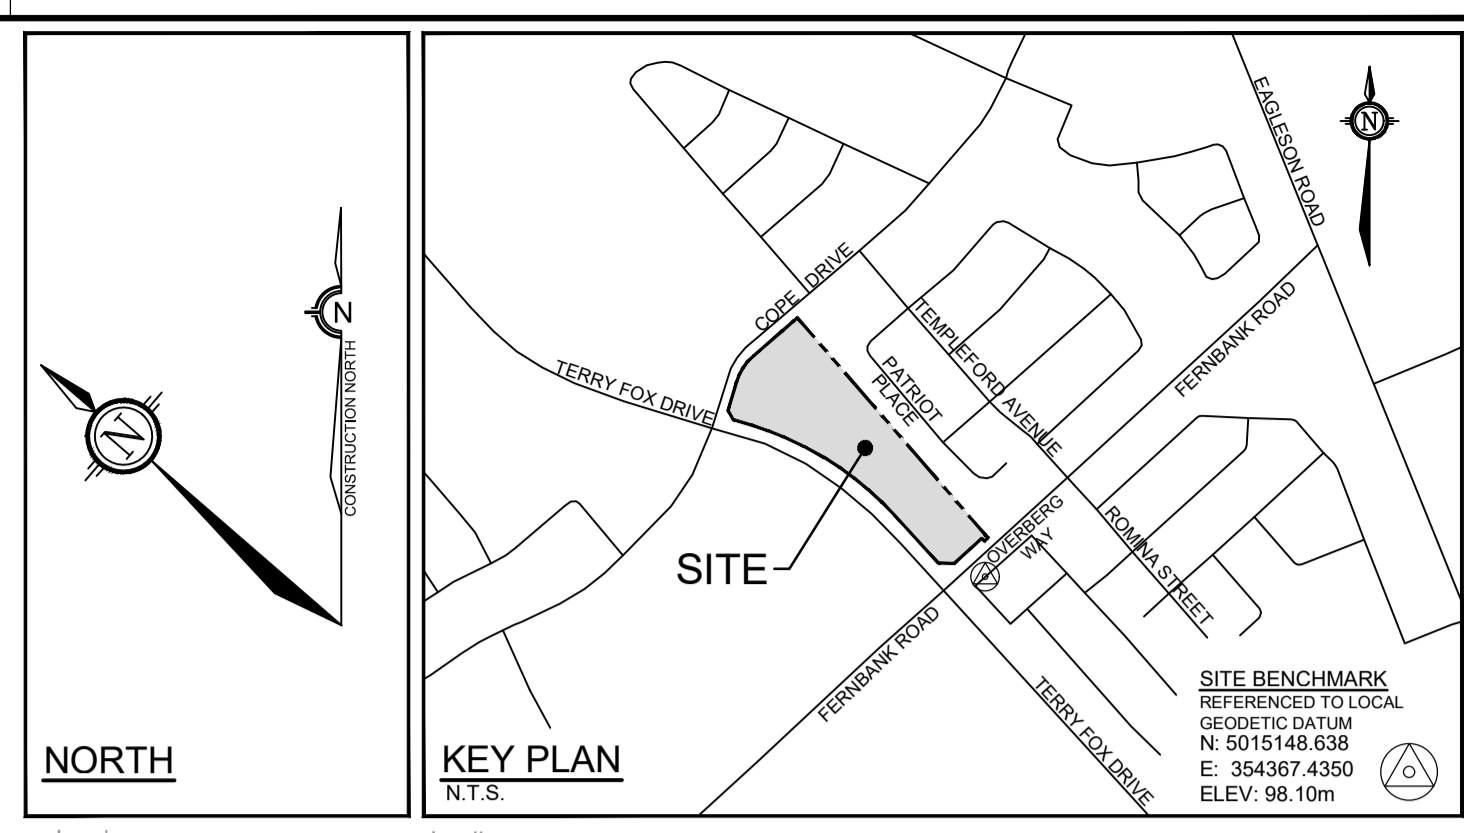 N
N
CONSTRUCTION NORTH
NORTH
EAGLESON ROAD
N
COPE DRIVE
TERRY FOX DRIVE
TEMPLEFORD AVENUE
PATRIOT
PLACE
FERNBANK ROAD
SITE
OVERBERG
WAY
ROMINA STREET
FERNBANK ROAD
TERRY FOX DRIVE
KEY PLAN
N.T.S.
SITE BENCHMARK
REFERENCED TO LOCAL
GEODETIC DATUM
N: 5015148.638
E: 354367.4350
ELEV: 98.10m